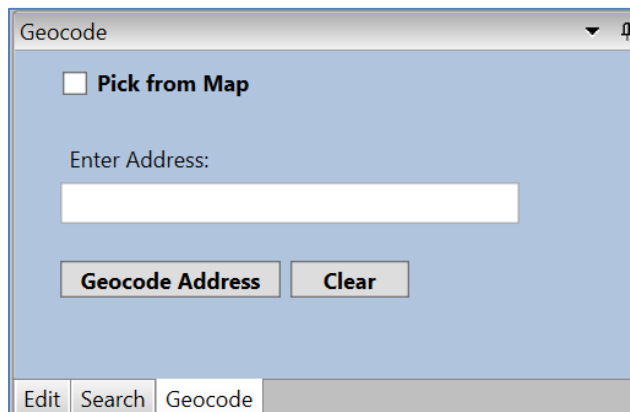 Geocode
Pick from Map
Enter Address:
Geocode Address Clear
Edit Search Geocode